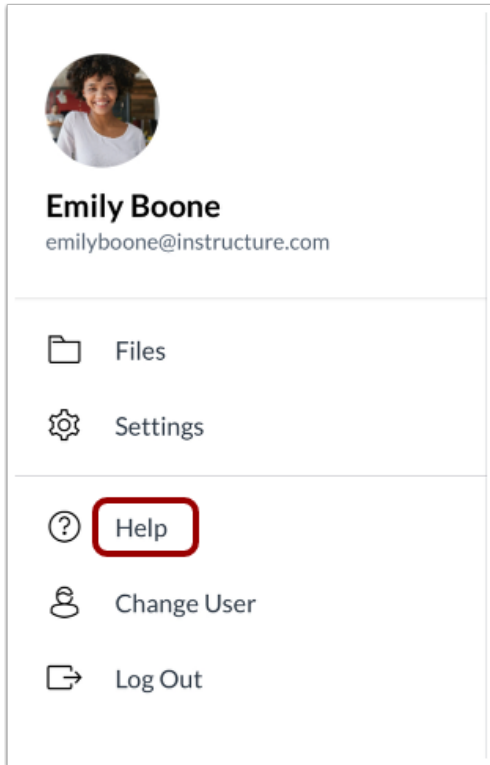 Emily Boone
emilyboone@instructure.com
Files
Settings
Help
Change User
Log Out